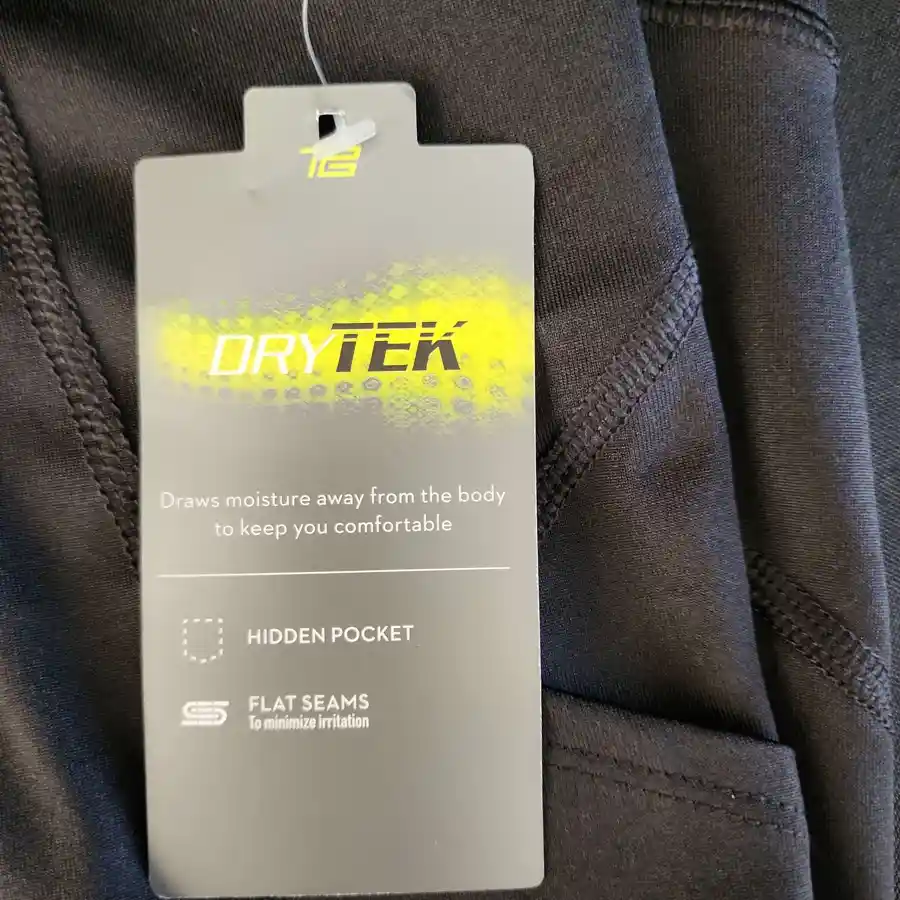 DRYTEK
Draws moisture away from the body
to keep you comfortable
HIDDEN POCKET
FLAT SEAMS
To minimize irritation